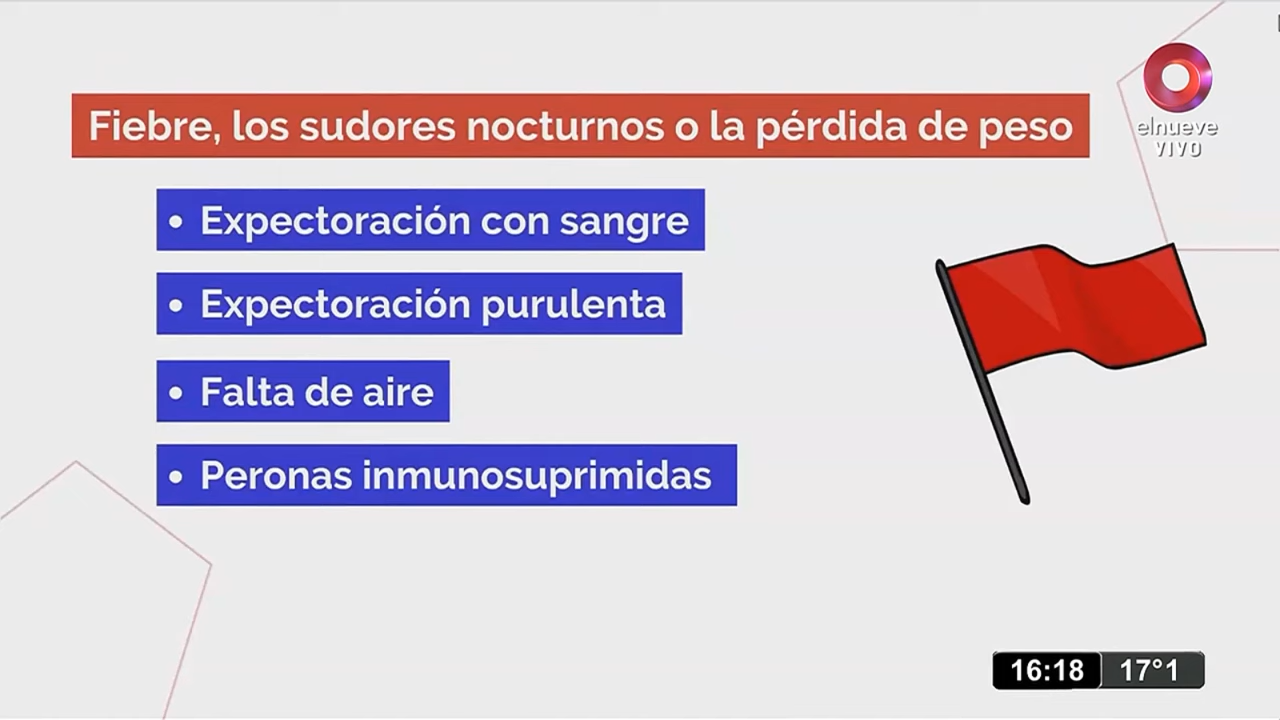 Fiebre, los sudores nocturnos o la pérdida de peso
• Expectoración con sangre
• Expectoración purulenta
• Falta de aire
• Peronas inmunosuprimidas
elnueve
VIVO
16:18 17°1